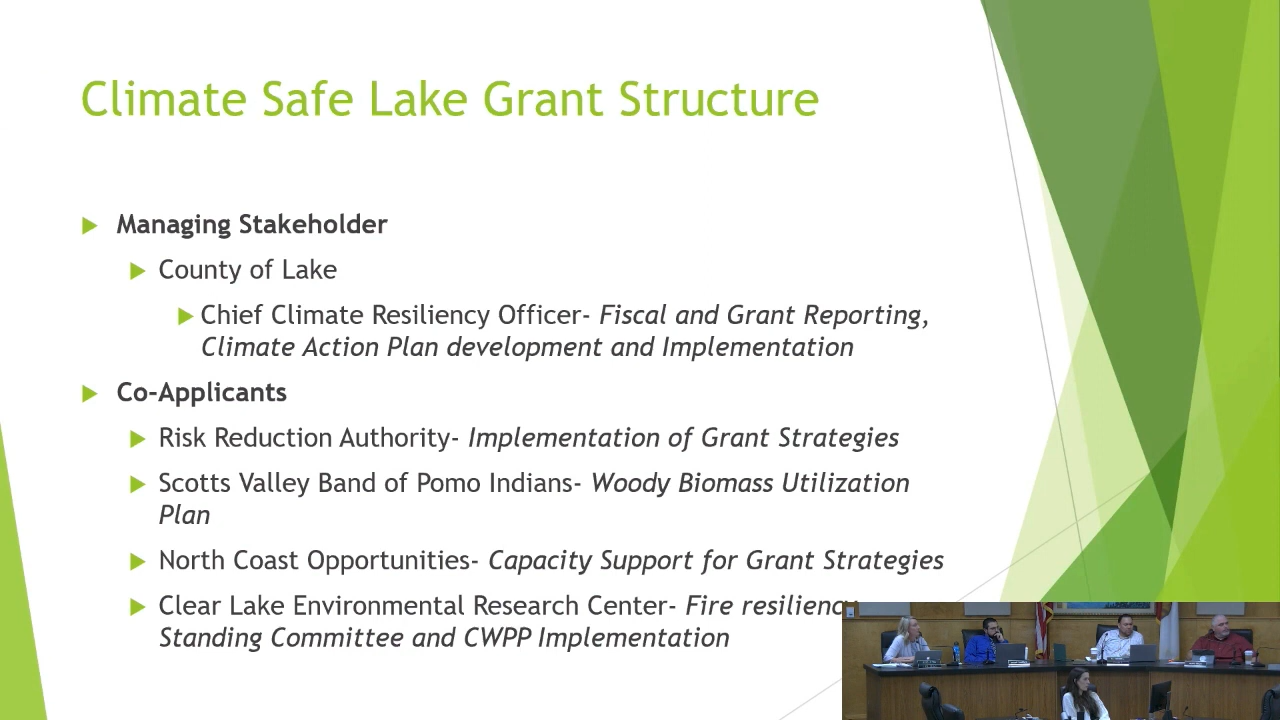 Climate Safe Lake Grant Structure
Managing Stakeholder
County of Lake
Chief Climate Resiliency Officer- Fiscal and Grant Reporting,
Climate Action Plan development and Implementation
Co-Applicants
Risk Reduction Authority- Implementation of Grant Strategies
Scotts Valley Band of Pomo Indians- Woody Biomass Utilization
Plan
North Coast Opportunities- Capacity Support for Grant Strategies
Clear Lake Environmental Research Center- Fire resiliency
Standing Committee and CWPP Implementation